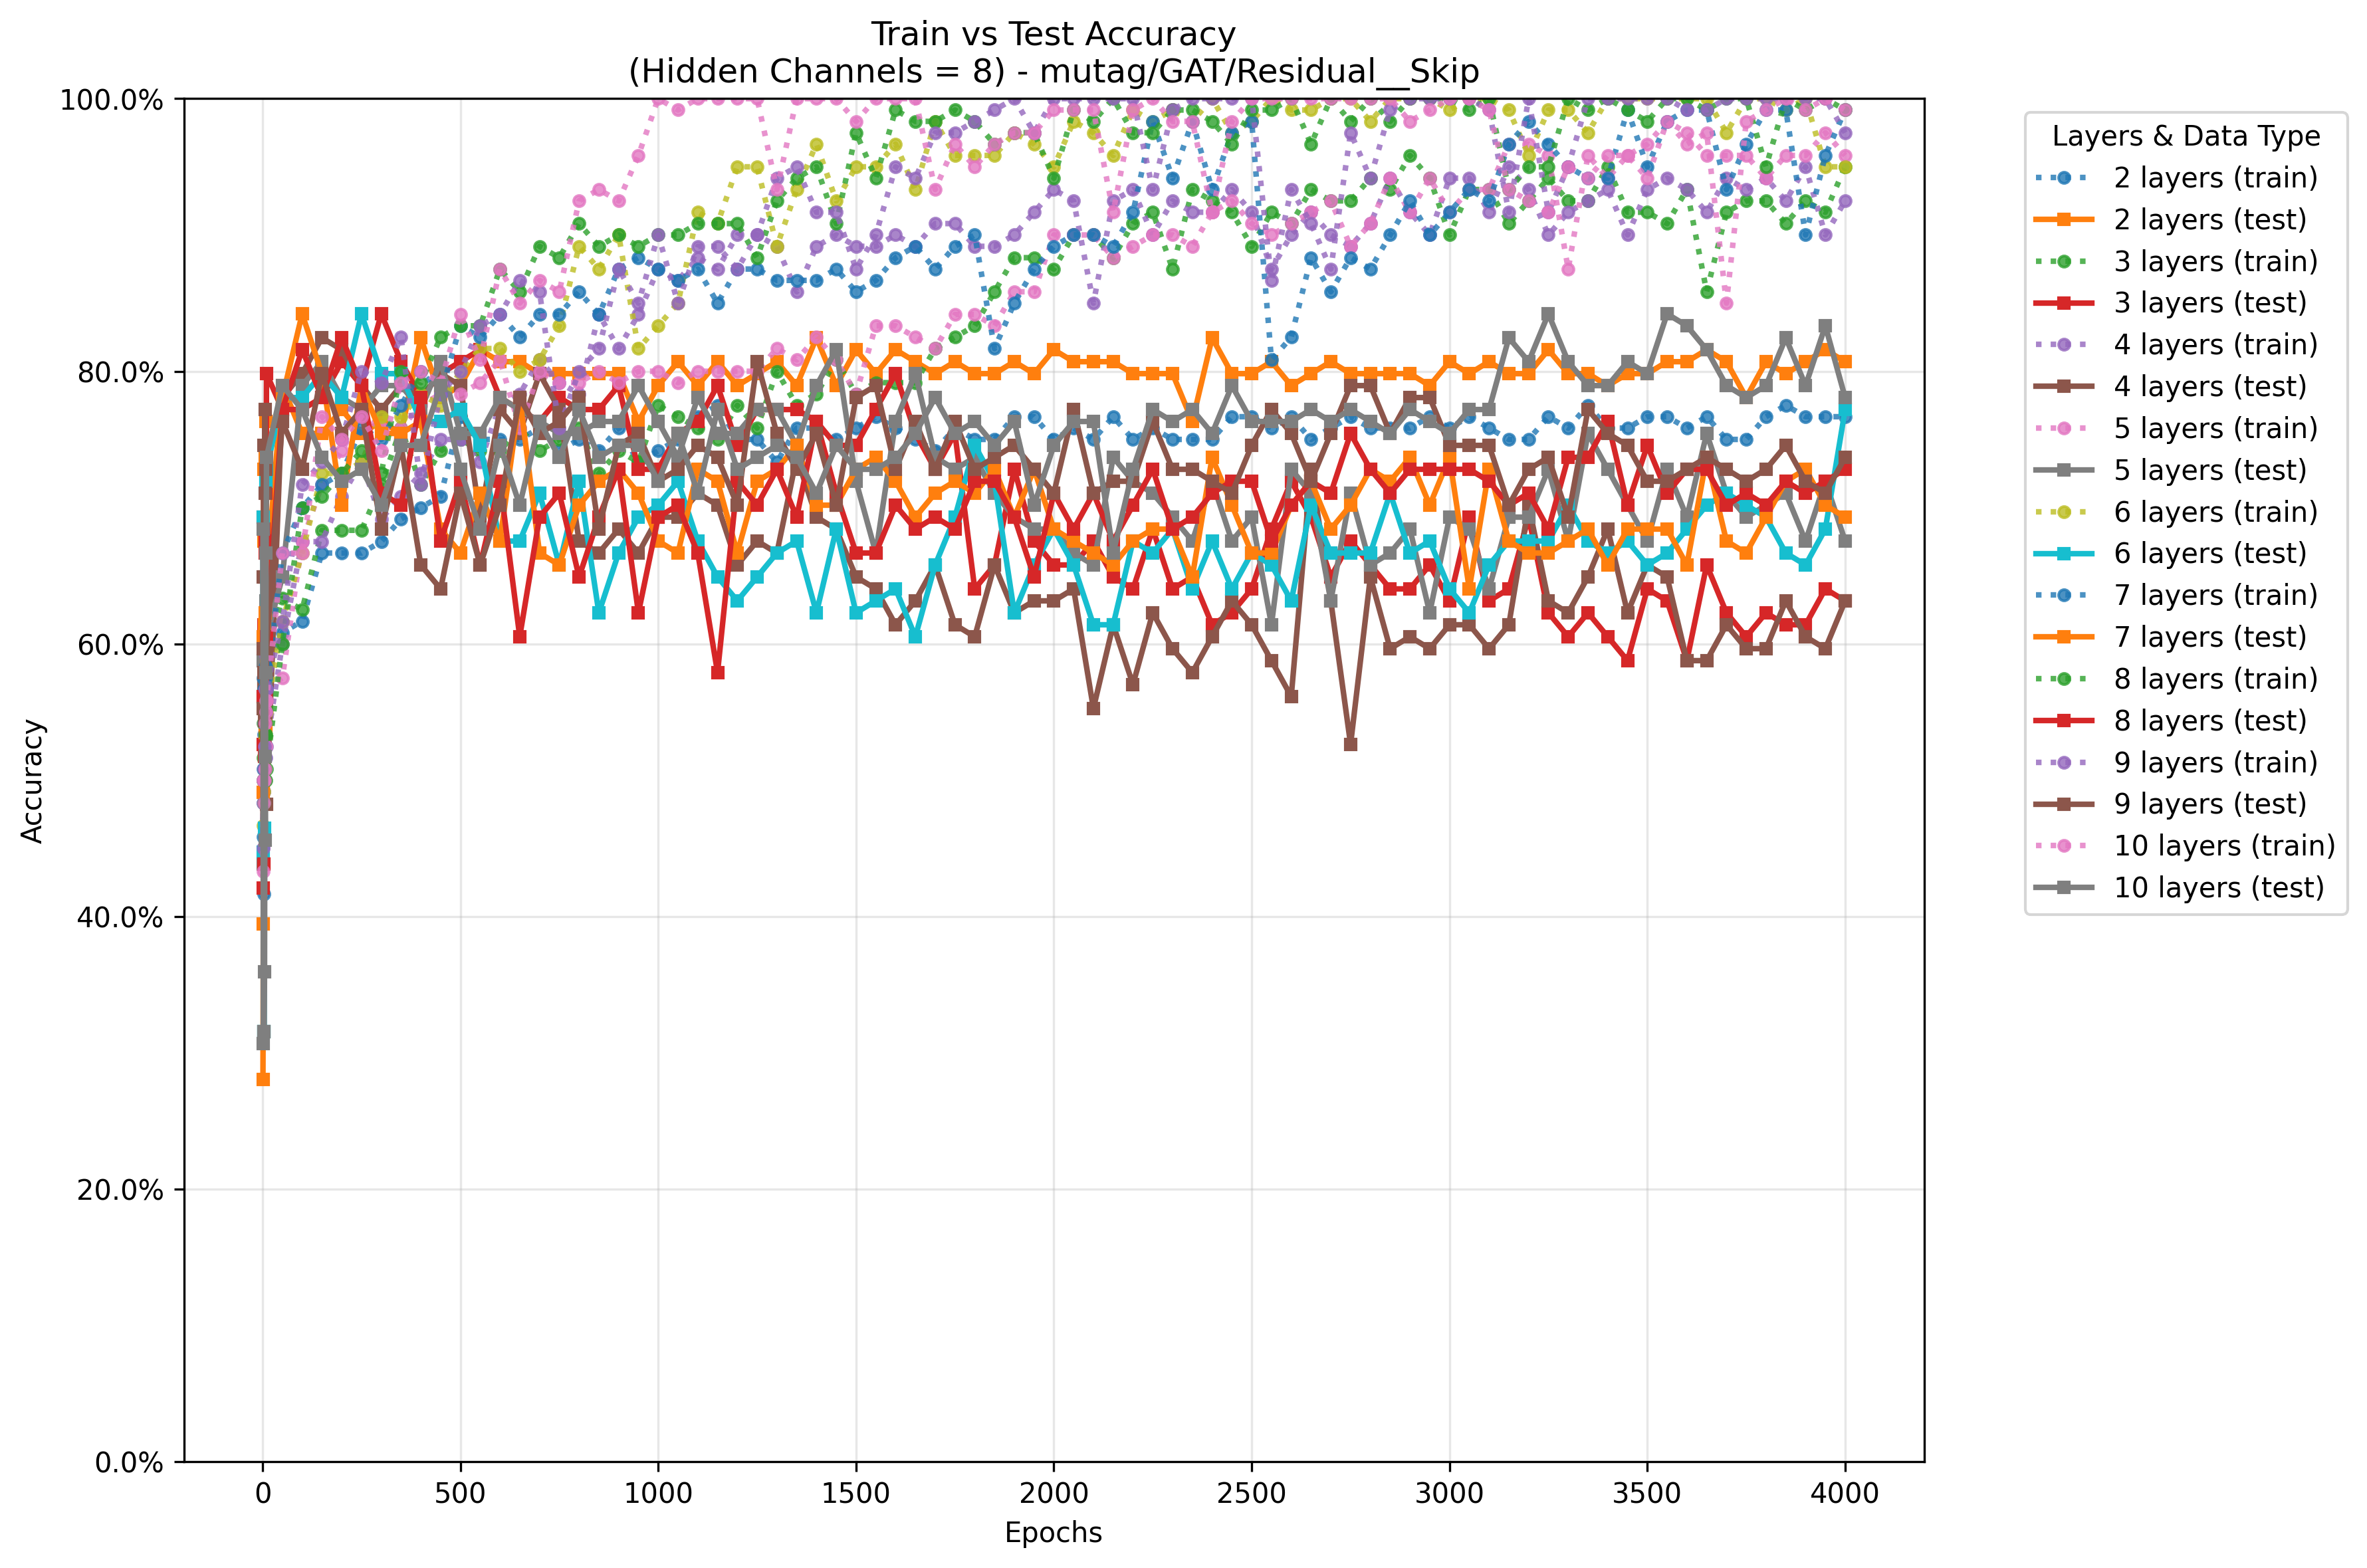 Train vs Test Accuracy
(Hidden Channels = 8) - mutag/GAT/Residual__Skip
100.0%
80.0%
60.0%
40.0%
20.0%
0.0%
Accuracy
0
500
1000
1500
2000
2500
3000
3500
4000
Epochs
Layers & Data Type
2 layers (train)
2 layers (test)
3 layers (train)
3 layers (test)
4 layers (train)
4 layers (test)
5 layers (train)
5 layers (test)
6 layers (train)
6 layers (test)
7 layers (train)
7 layers (test)
8 layers (train)
8 layers (test)
9 layers (train)
9 layers (test)
10 layers (train)
10 layers (test)